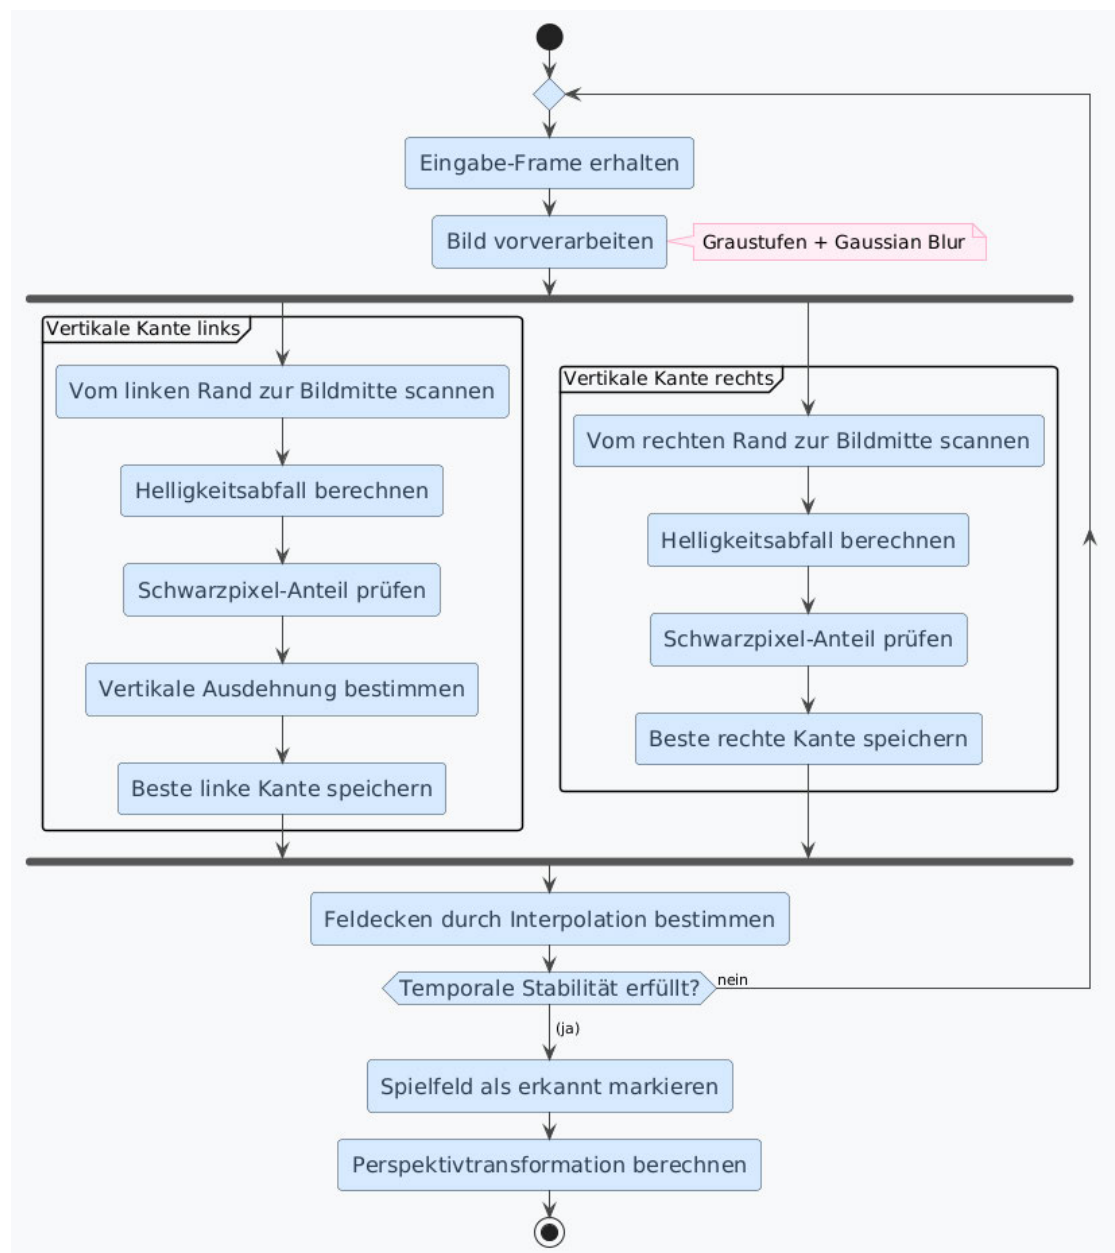 Eingabe-Frame erhalten
Bild vorverarbeiten
Graustufen + Gaussian Blur
Vertikale Kante links
Vom linken Rand zur Bildmitte scannen
Helligkeitsabfall berechnen
Schwarzpixel-Anteil prüfen
Vertikale Ausdehnung bestimmen
Beste linke Kante speichern
Vertikale Kante rechts
Vom rechten Rand zur Bildmitte scannen
Helligkeitsabfall berechnen
Schwarzpixel-Anteil prüfen
Beste rechte Kante speichern
Feldecken durch Interpolation bestimmen
Temporale Stabilität erfüllt?
nein
(ja)
Spielfeld als erkannt markieren
Perspektivtransformation berechnen